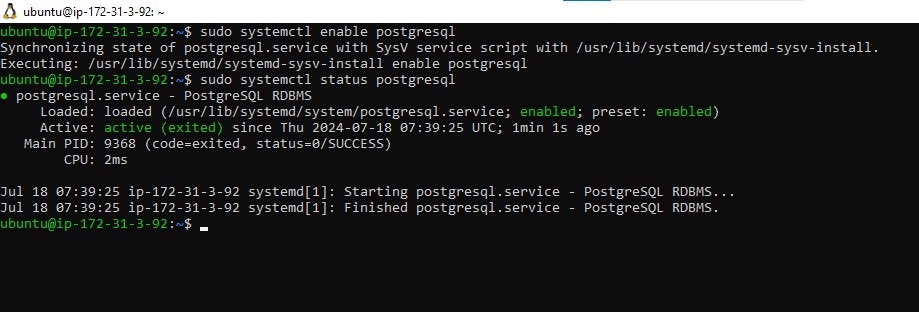 ubuntu@ip-172-31-3-92: ~
ubuntu@ip-172-31-3-92:~$ sudo systemctl enable postgresql
Synchronizing state of postgresql.service with SysV service script with /usr/lib/systemd/systemd-sysv-install.
Executing: /usr/lib/systemd/systemd-sysv-install enable postgresql
ubuntu@ip-172-31-3-92:~$ sudo systemctl status postgresql
● postgresql.service - PostgreSQL RDBMS
     Loaded: loaded (/usr/lib/systemd/system/postgresql.service; enabled; preset: enabled)
     Active: active (exited) since Thu 2024-07-18 07:39:25 UTC; 1min 1s ago
   Main PID: 9368 (code=exited, status=0/SUCCESS)
        CPU: 2ms

Jul 18 07:39:25 ip-172-31-3-92 systemd[1]: Starting postgresql.service - PostgreSQL RDBMS...
Jul 18 07:39:25 ip-172-31-3-92 systemd[1]: Finished postgresql.service - PostgreSQL RDBMS.
ubuntu@ip-172-31-3-92:~$